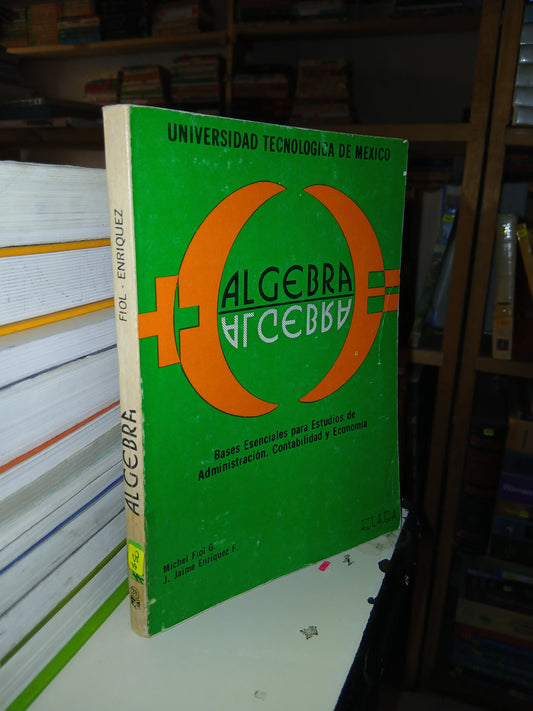 UNIVERSIDAD TECNOLOGICA DE MEXICO
ALGEBRA
ALGEBRA
Bases Esenciales para Estudios de
Administración, Contabilidad y Economía
Michel Fiol G.
J. Jaime Enríquez F.
FIOL - ENRIQUEZ
ALGEBRA